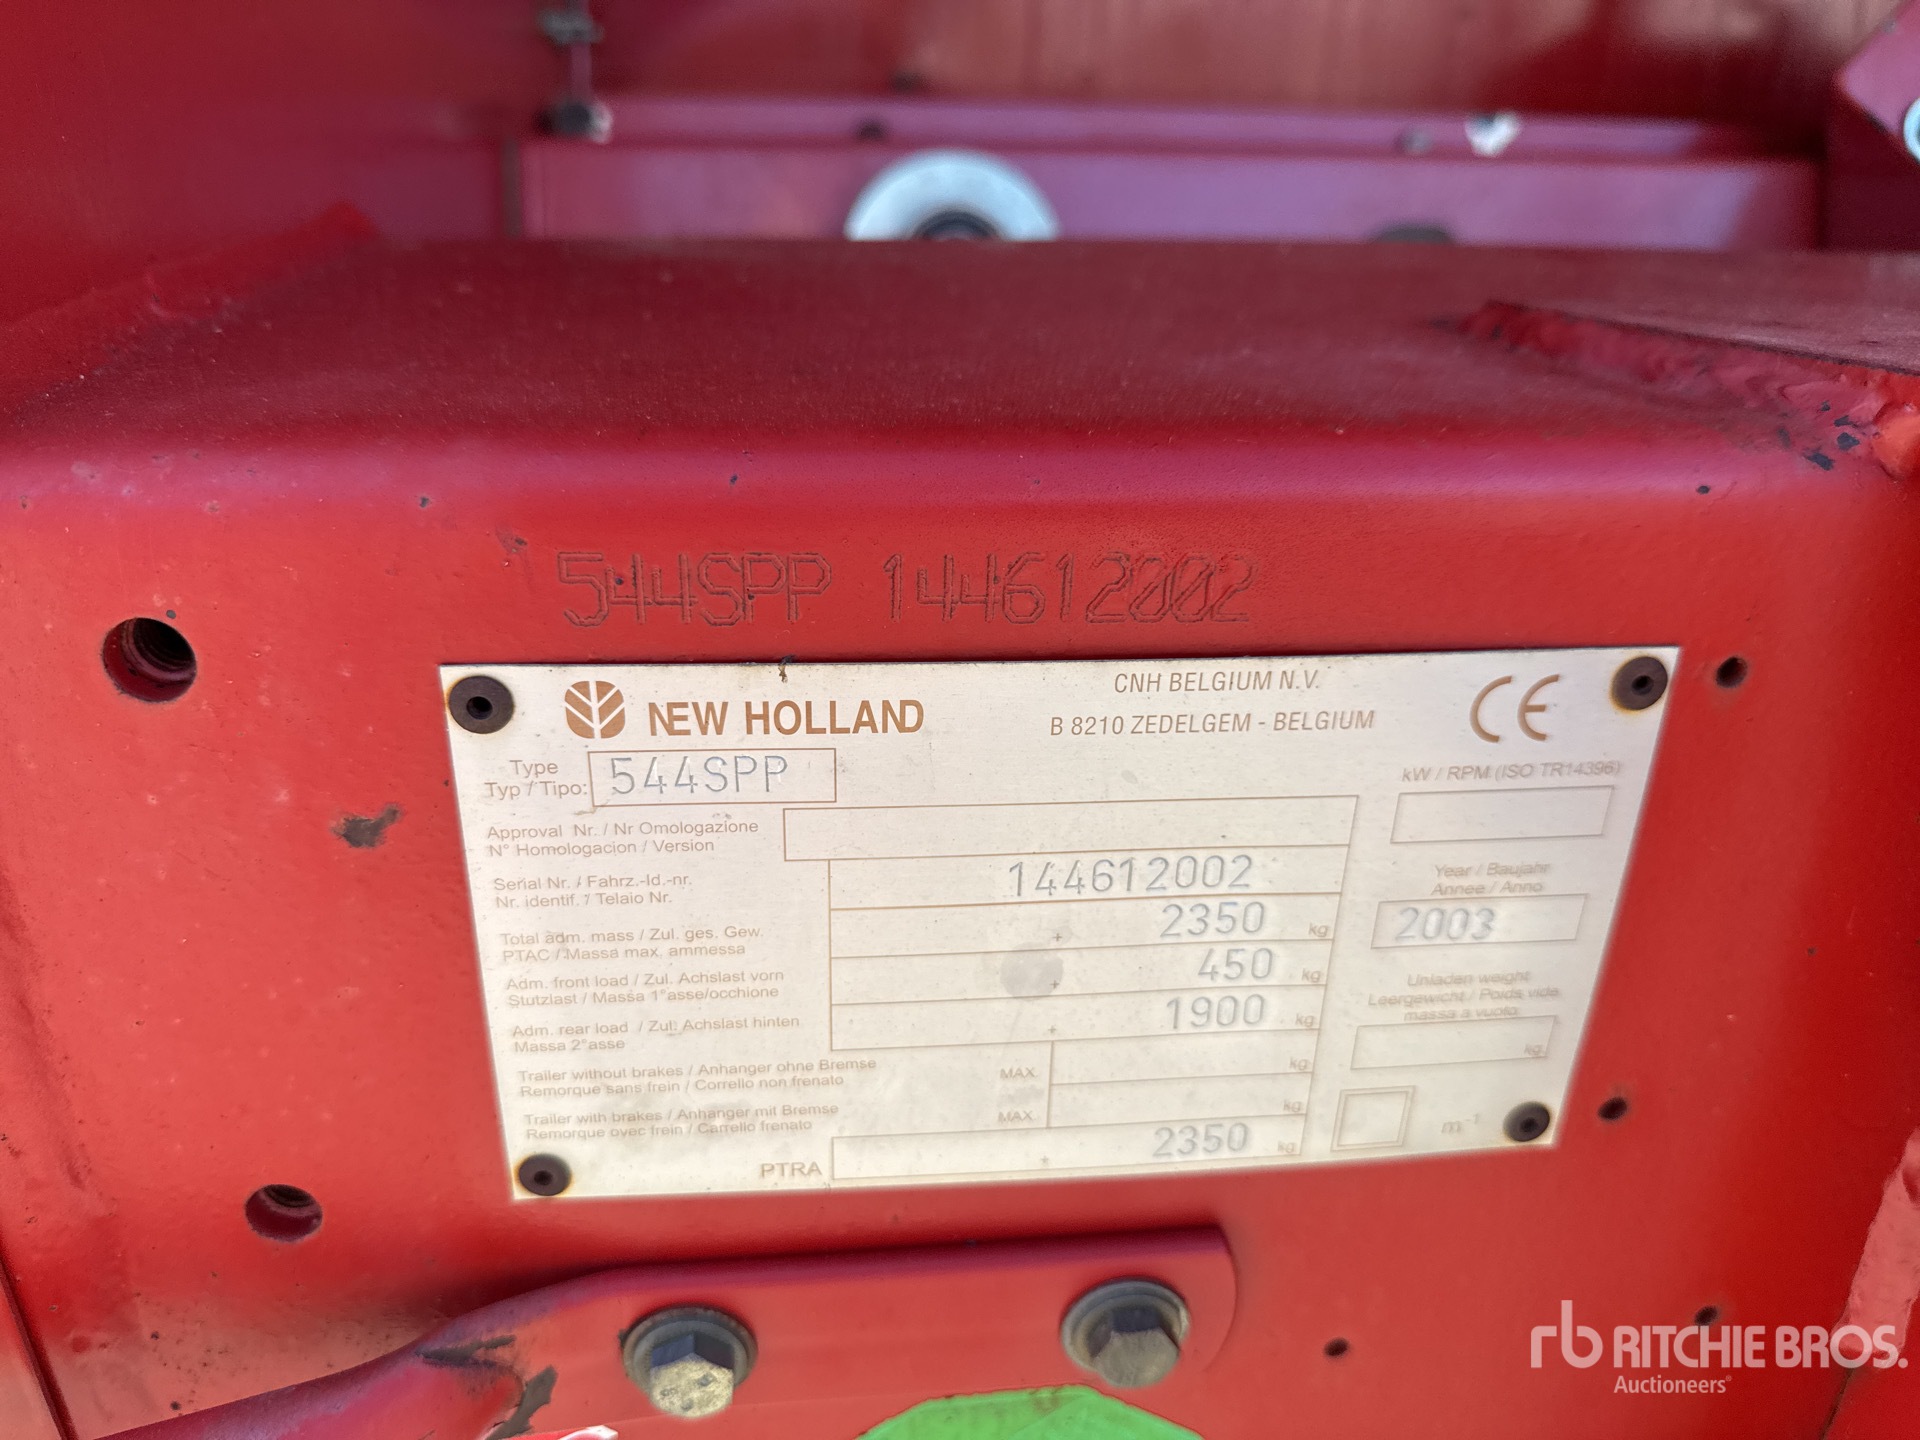 544SPP 144612002
NEW HOLLAND
CNH BELGIUM N.V.
B 8210 ZEDELGEM - BELGIUM
CE
Type
Typ / Tipo: 544SPP
kW / RPM (ISO TR14396)
Approval Nr. / Nr Omologazione
N° Homologacion / Version
Serial Nr. / Fahrz.-Id.-nr.
Nr. identif. / Telaio Nr.
144612002
Year / Baujahr
Annee / Anno
2003
Total adm. mass / Zul. ges. Gew.
PTAC / Massa max. ammessa
2350 kg
Adm. front load / Zul. Achslast vorn
Stutzlast / Massa 1°asse/occhione
450 kg
Unladen weight
Leergewicht / Poids vide
massa a vuoto
kg
Adm. rear load / Zul. Achslast hinten
Massa 2°asse
1900 kg
Trailer without brakes / Anhanger ohne Bremse
Remorque sans frein / Corrello non frenato
MAX. kg
Trailer with brakes / Anhanger mit Bremse
Remorque ovec frein / Carrello frenato
MAX. kg
m⁻¹
PTRA 2350 kg
rb RITCHIE BROS.
Auctioneers